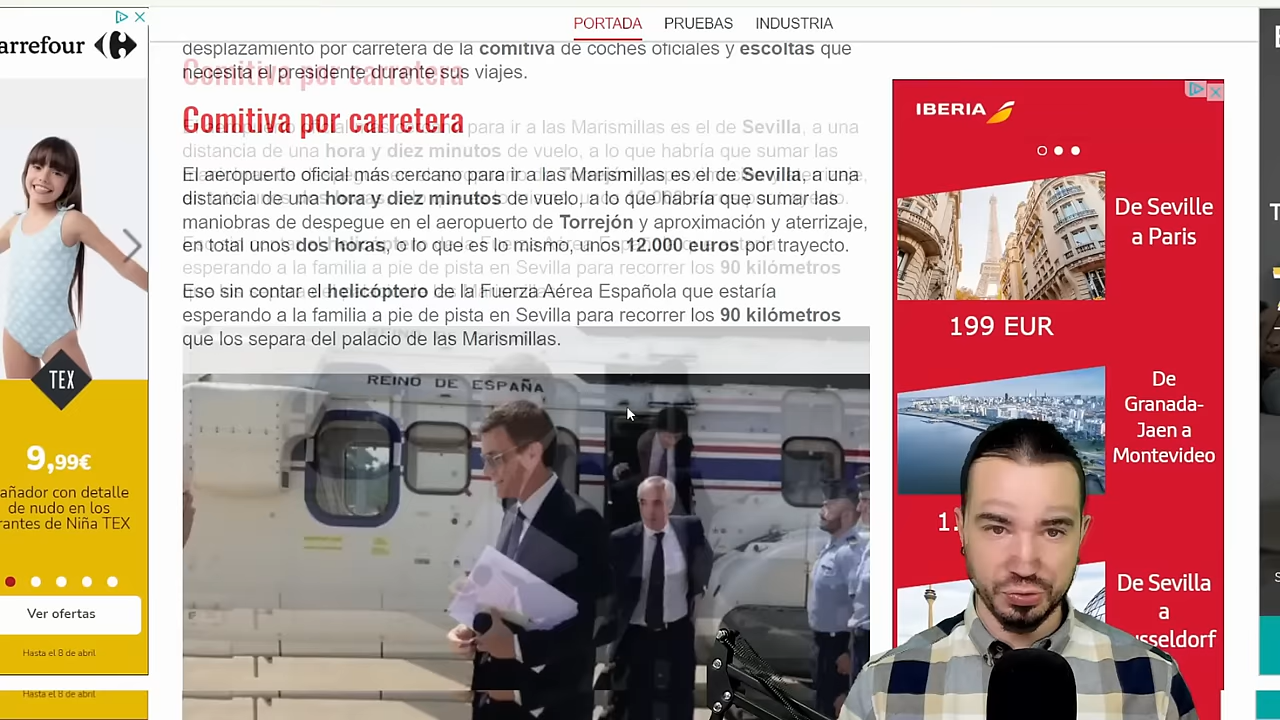 PORTADA PRUEBAS INDUSTRIA
desplazamiento por carretera de la comitiva de coches oficiales y escoltas que
necesita el presidente durante sus viajes.
Comitiva por carretera
El aeropuerto oficial más cercano para ir a las Marismillas es el de Sevilla, a una
distancia de una hora y diez minutos de vuelo, a lo que habría que sumar las
maniobras de despegue en el aeropuerto de Torrejón y aproximación y aterrizaje,
en total unos dos horas, o lo que es lo mismo, unos 12.000 euros por trayecto.
Eso sin contar el helicóptero de la Fuerza Aérea Española que estaría
esperando a la familia a pie de pista en Sevilla para recorrer los 90 kilómetros
que los separa del palacio de las Marismillas.
REINO DE ESPAÑA
arrefour
TEX
9,99€
añador con detalle
de nudo en los
rantes de Niña TEX
Ver ofertas
Hasta el 8 de abril
Hasta el 8 de abril
IBERIA
De Seville
a Paris
199 EUR
De
Granada-
Jaen a
Montevideo
1.
De Sevilla
a
sseldorf